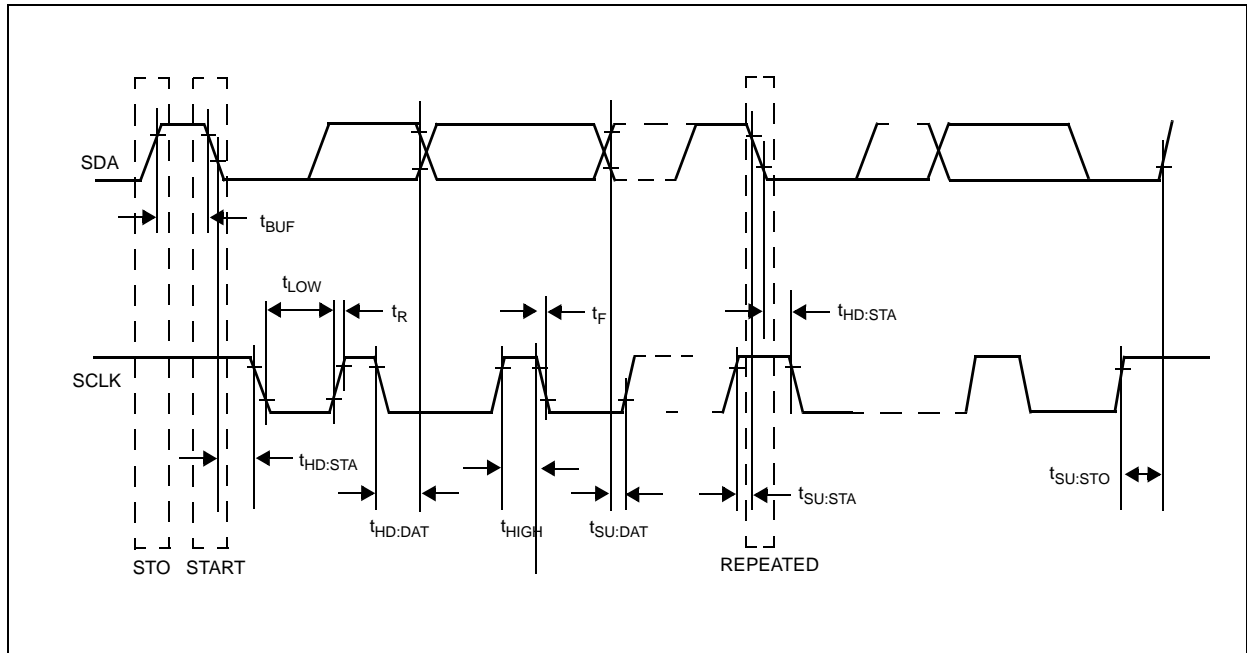 SDA
tBUF
tLOW
tR
tF
tHD:STA
SCLK
tHD:STA
tHD:DAT
tHIGH
tSU:DAT
tSU:STA
tSU:STO
STO
START
REPEATED